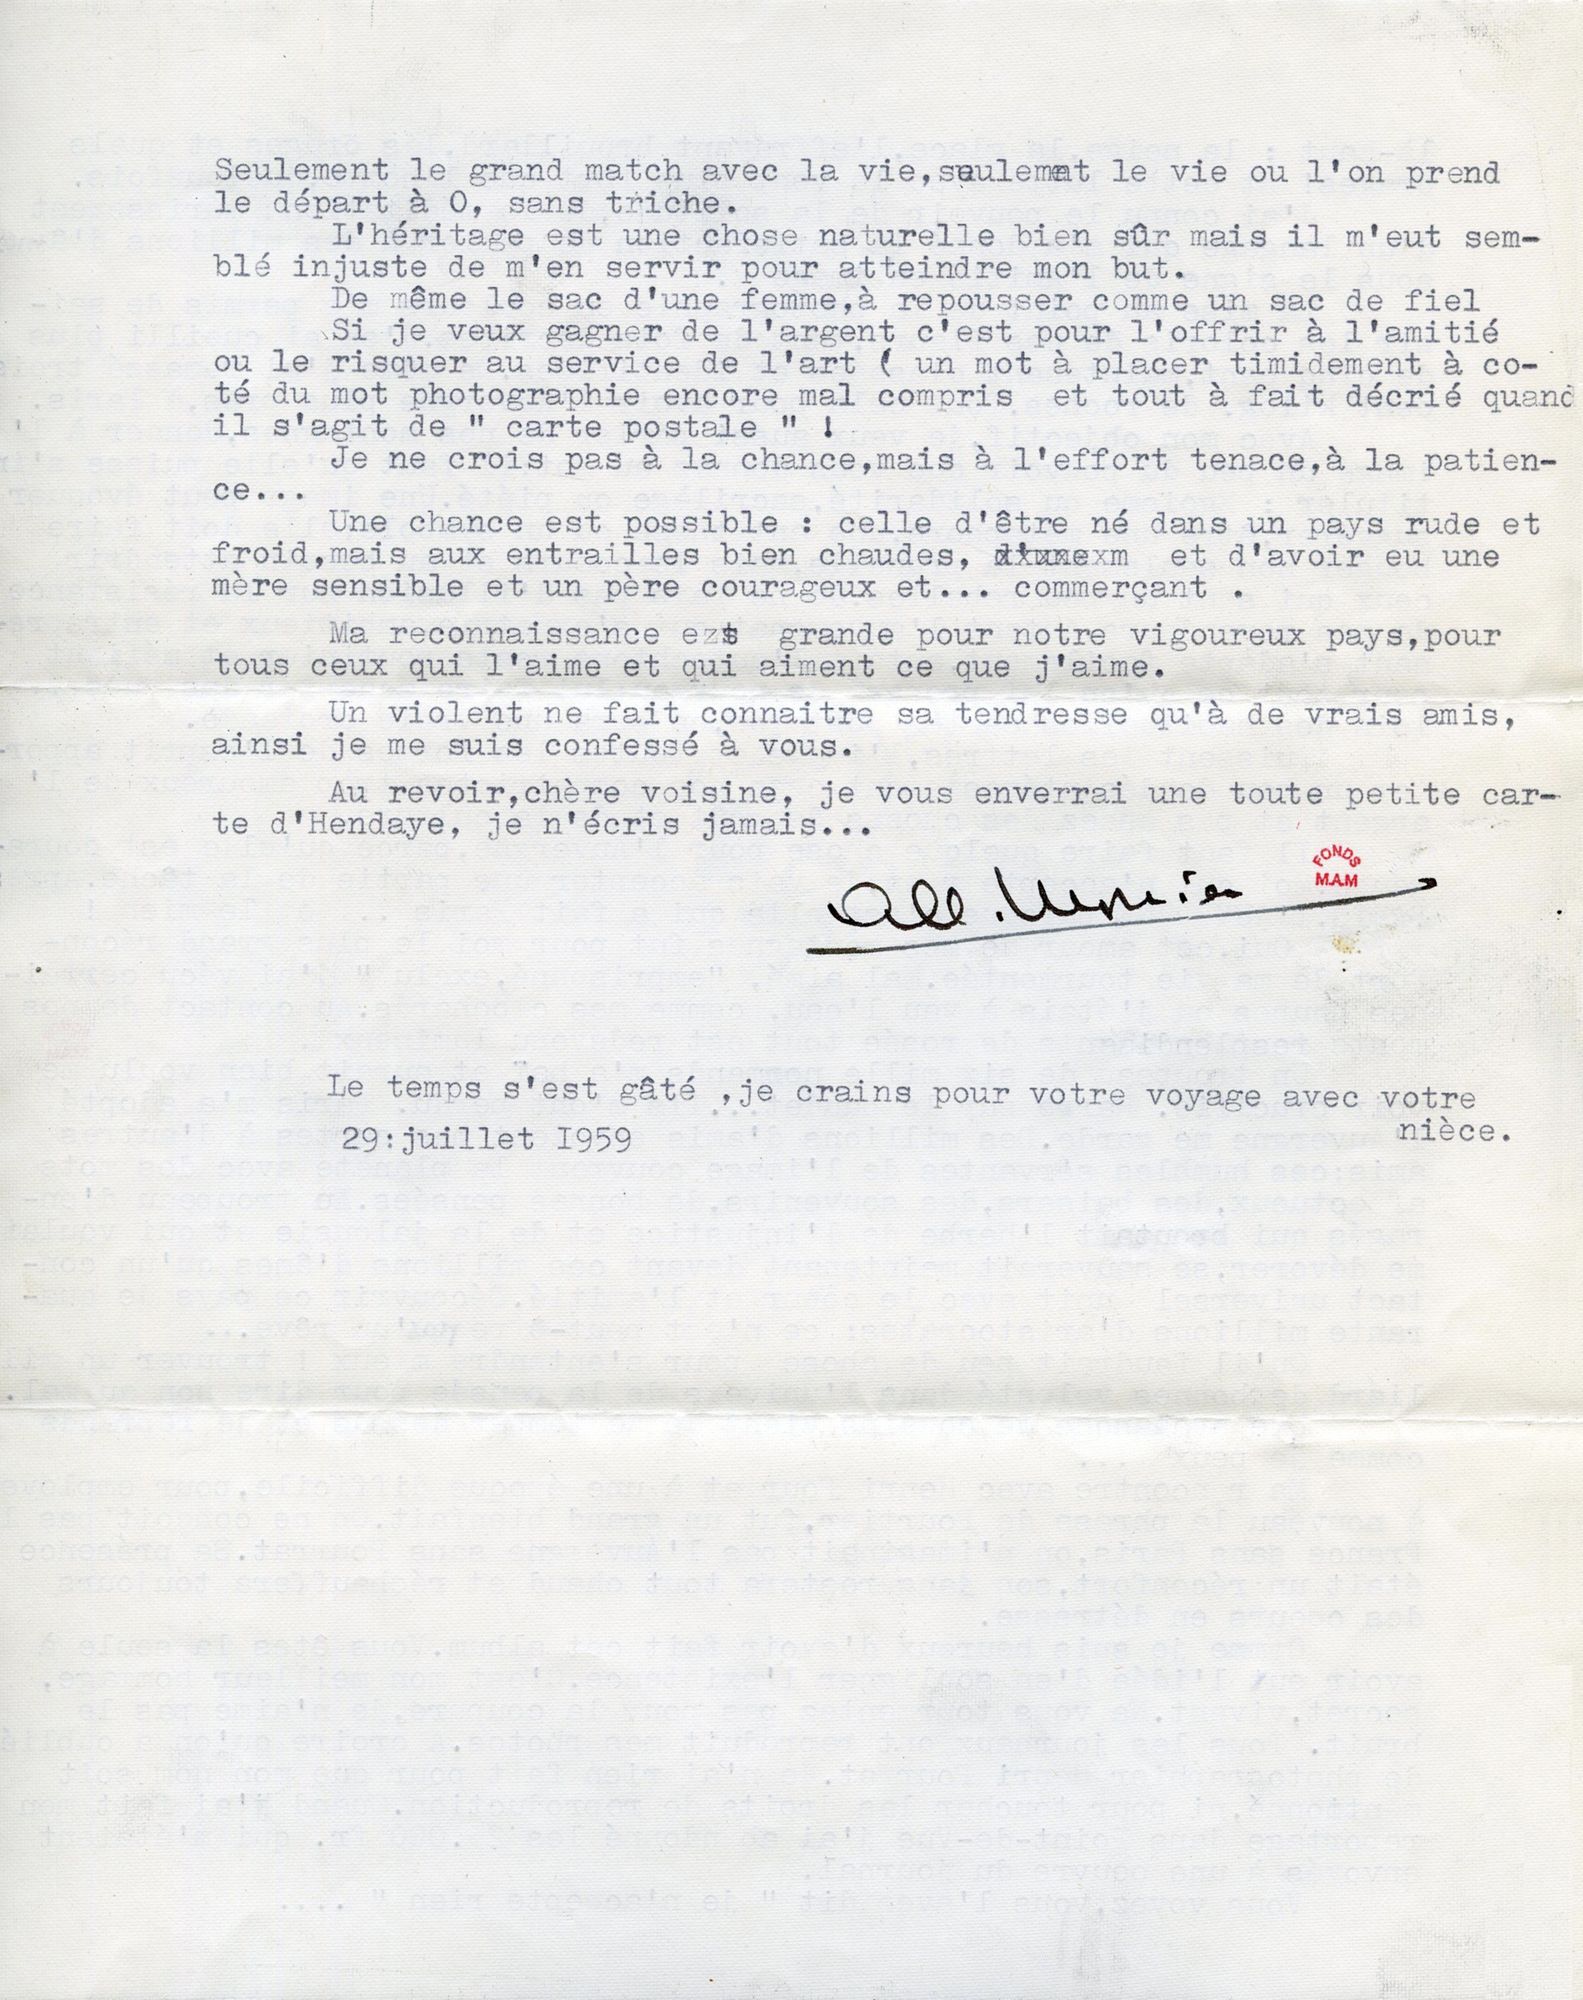 Seulement le grand match avec la vie,seulement le vie ou l'on prend
le départ à O, sans triche.
L'héritage est une chose naturelle bien sûr mais il m'eut sem-
blé injuste de m'en servir pour atteindre mon but.
De même le sac d'une femme,à repousser comme un sac de fiel
Si je veux gagner de l'argent c'est pour l'offrir à l'amitié
ou le risquer au service de l'art ( un mot à placer timidement à co-
té du mot photographie encore mal compris et tout à fait décrié quand
il s'agit de " carte postale " !
Je ne crois pas à la chance,mais à l'effort tenace,à la patien-
ce...
Une chance est possible : celle d'être né dans un pays rude et
froid,mais aux entrailles bien chaudes, et d'avoir eu une
mère sensible et un père courageux et... commerçant .
Ma reconnaissance est grande pour notre vigoureux pays,pour
tous ceux qui l'aime et qui aiment ce que j'aime.
Un violent ne fait connaitre sa tendresse qu'à de vrais amis,
ainsi je me suis confessé à vous.
Au revoir,chère voisine, je vous enverrai une toute petite car-
te d'Hendaye, je n'écris jamais...
FONDS
M.A.M
Le temps s'est gâté ,je crains pour votre voyage avec votre
nièce.
29:juillet I959